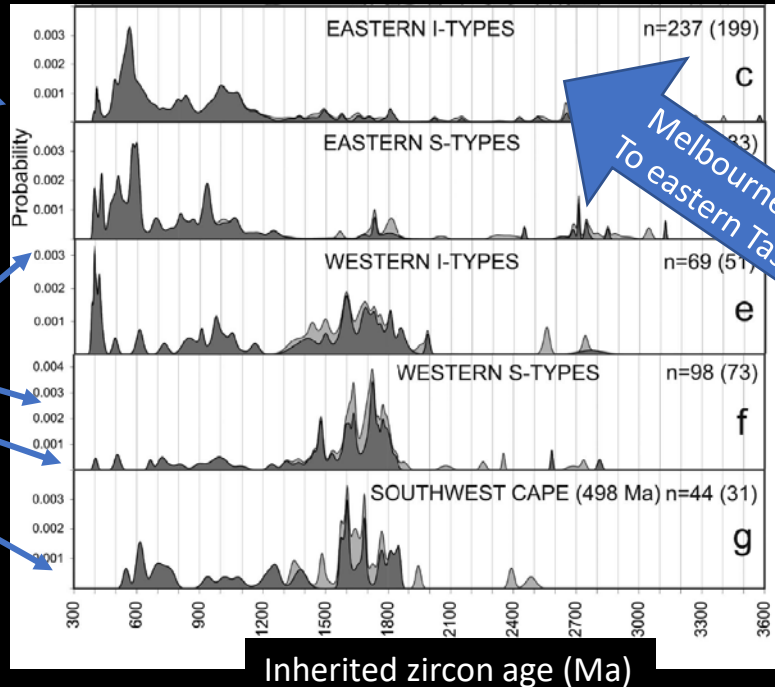 0.003
EASTERN I-TYPES
n=237 (199)
0.002
c
0.001
Melbourne
To eastern Tas
0.003
EASTERN S-TYPES
0.002
0.001
Probability
0.003
WESTERN I-TYPES
n=69 (51)
0.002
e
0.001
0.004
WESTERN S-TYPES
n=98 (73)
0.003
0.002
f
0.001
SOUTHWEST CAPE (498 Ma) n=44 (31)
0.003
0.002
g
0.001
300 600 900 1200 1500 1800 2100 2400 2700 3000 3300 3600
Inherited zircon age (Ma)